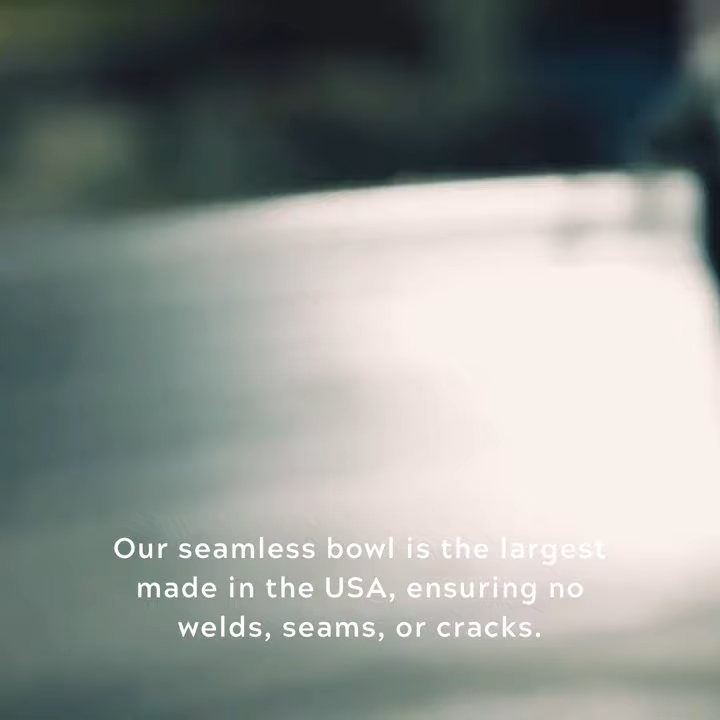 Our seamless bowl is the largest
made in the USA, ensuring no
welds, seams, or cracks.